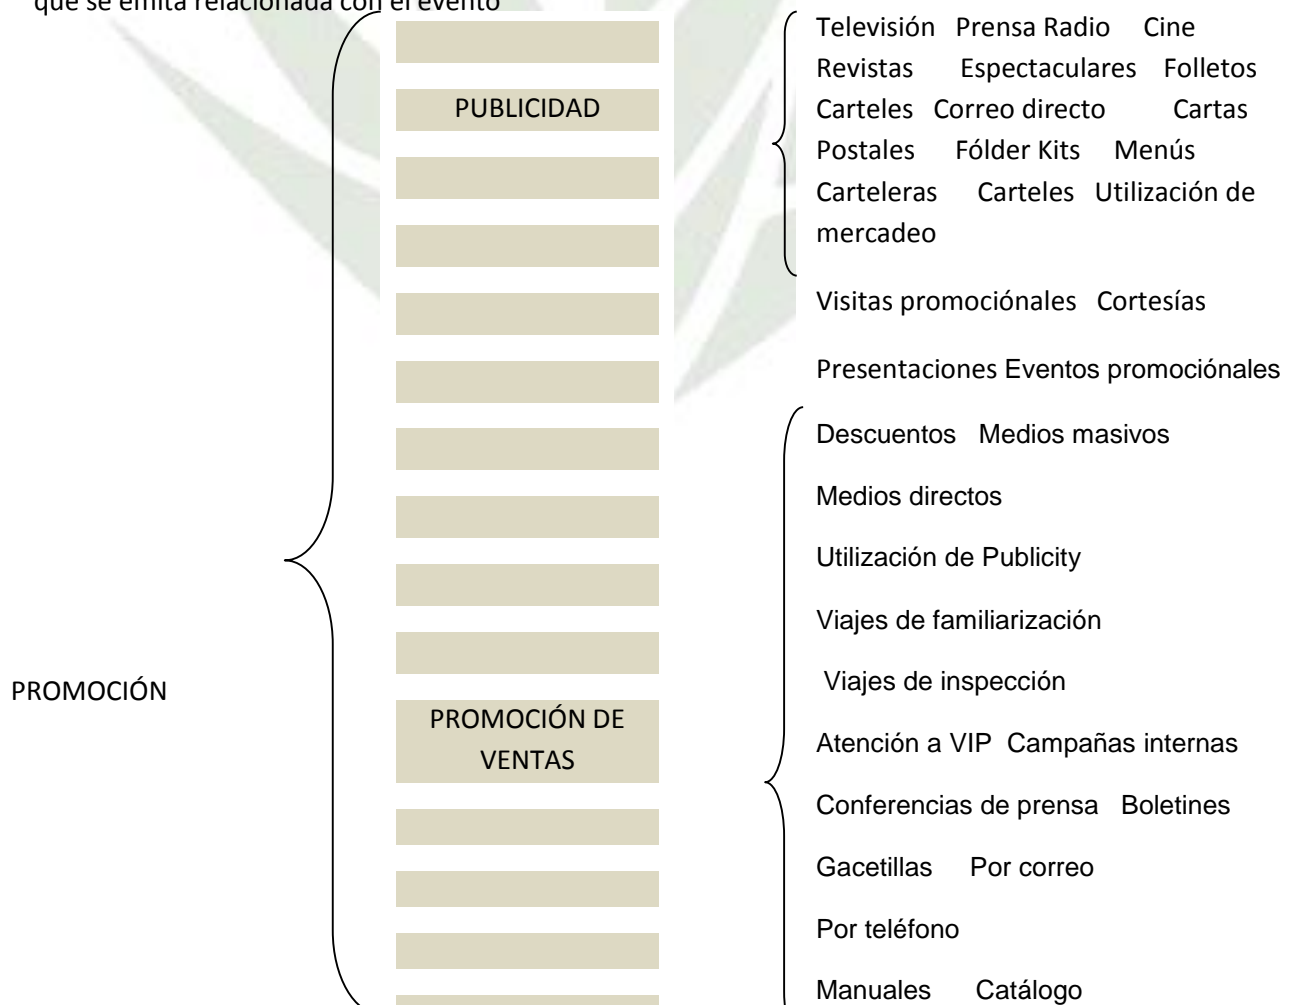 que se emita relacionada con el evento
Televisión Prensa Radio Cine
Revistas Espectaculares Folletos
PUBLICIDAD
Carteles Correo directo Cartas
Postales Fólder Kits Menús
Carteleras Carteles Utilización de
mercadeo
Visitas promociónales Cortesías
Presentaciones Eventos promociónales
Descuentos Medios masivos
Medios directos
Utilización de Publicity
Viajes de familiarización
Viajes de inspección
PROMOCIÓN
PROMOCIÓN DE
VENTAS
Atención a VIP Campañas internas
Conferencias de prensa Boletines
Gacetillas Por correo
Por teléfono
Manuales Catálogo